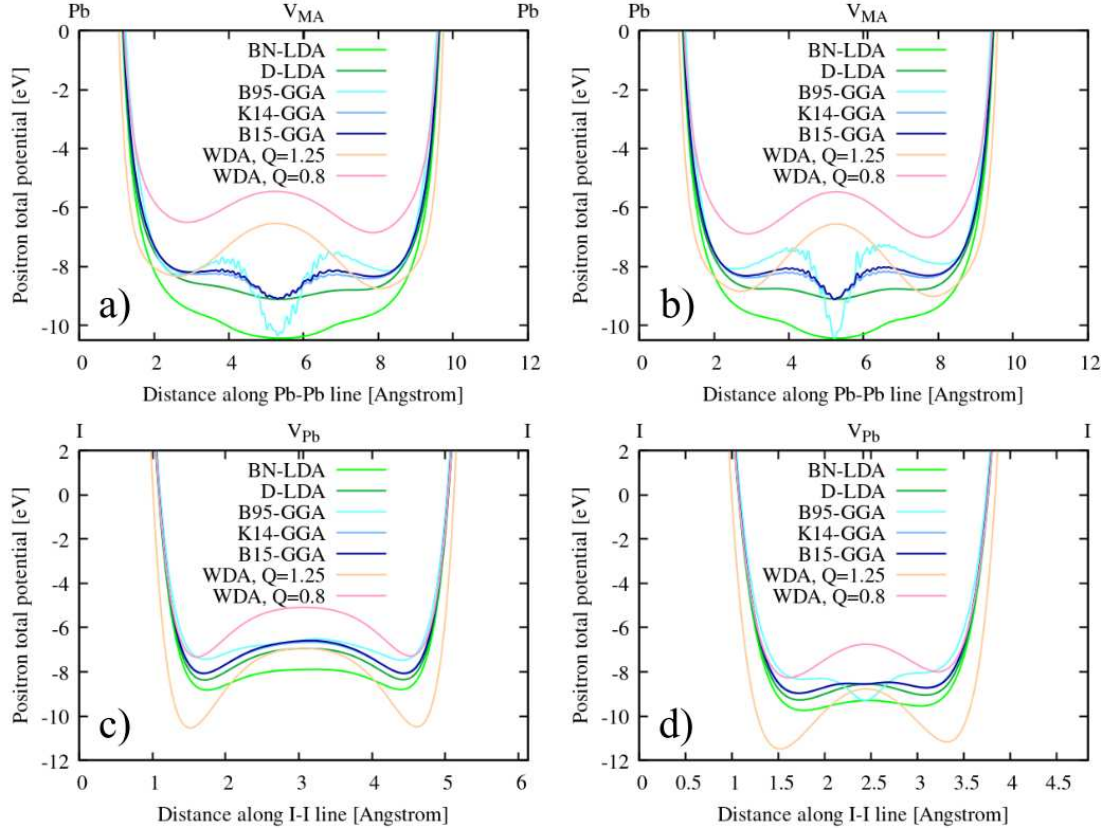 Pb V_MA Pb
Positron total potential [eV]
0
-2
-4
-6
-8
-10
BN-LDA
D-LDA
B95-GGA
K14-GGA
B15-GGA
WDA, Q=1.25
WDA, Q=0.8
a)
0 2 4 6 8 10 12
Distance along Pb-Pb line [Angstrom]
Pb V_MA Pb
Positron total potential [eV]
0
-2
-4
-6
-8
-10
BN-LDA
D-LDA
B95-GGA
K14-GGA
B15-GGA
WDA, Q=1.25
WDA, Q=0.8
b)
0 2 4 6 8 10 12
Distance along Pb-Pb line [Angstrom]
I V_Pb I
Positron total potential [eV]
2
0
-2
-4
-6
-8
-10
-12
BN-LDA
D-LDA
B95-GGA
K14-GGA
B15-GGA
WDA, Q=1.25
WDA, Q=0.8
c)
0 1 2 3 4 5 6
Distance along I-I line [Angstrom]
I V_Pb I
Positron total potential [eV]
2
0
-2
-4
-6
-8
-10
-12
BN-LDA
D-LDA
B95-GGA
K14-GGA
B15-GGA
WDA, Q=1.25
WDA, Q=0.8
d)
0 0.5 1 1.5 2 2.5 3 3.5 4 4.5
Distance along I-I line [Angstrom]